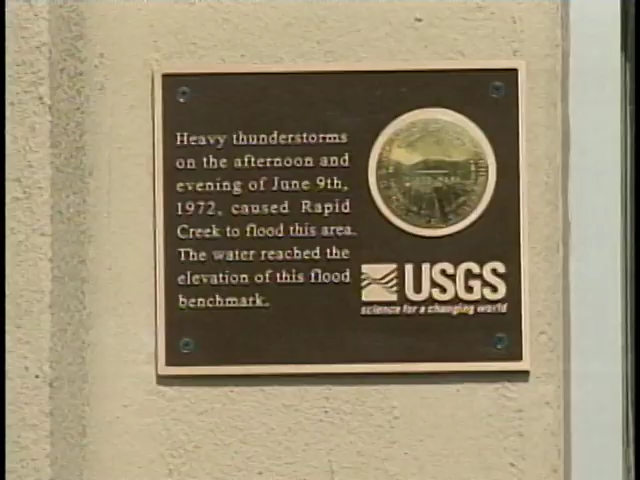 Heavy thunderstorms
on the afternoon and
evening of June 9th,
1972, caused Rapid
Creek to flood this area.
The water reached the
elevation of this flood
benchmark.
USGS
science for a changing world